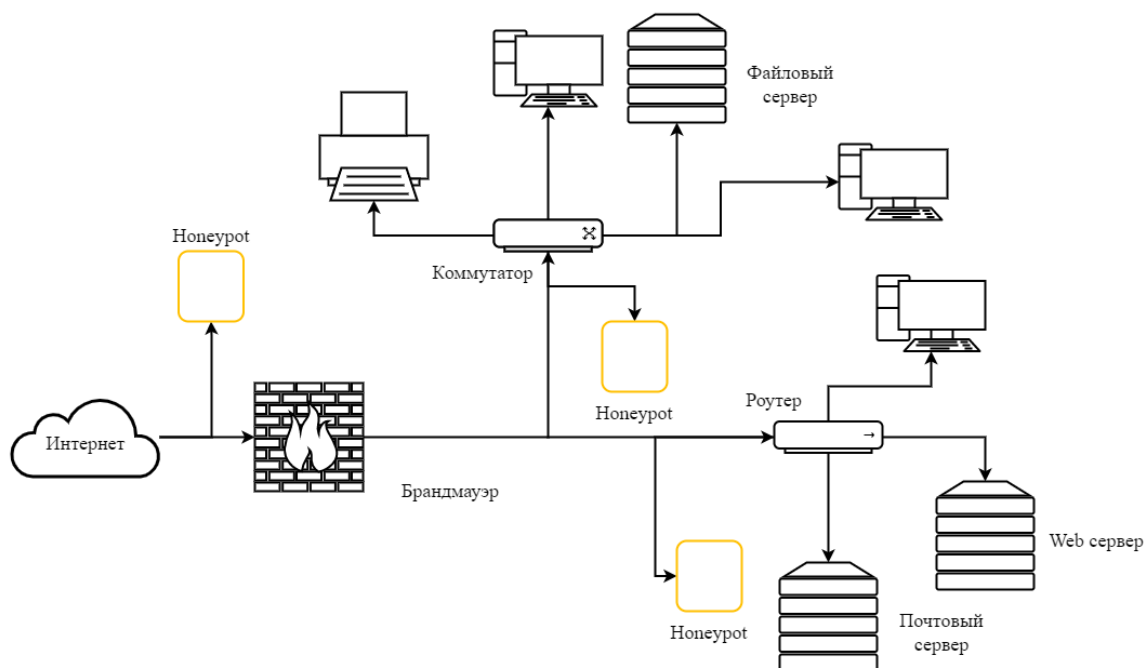 Файловый
сервер
Honeypot
Коммутатор
Honeypot
Роутер
Интернет
Брандмауэр
Web сервер
Honeypot
Почтовый
сервер